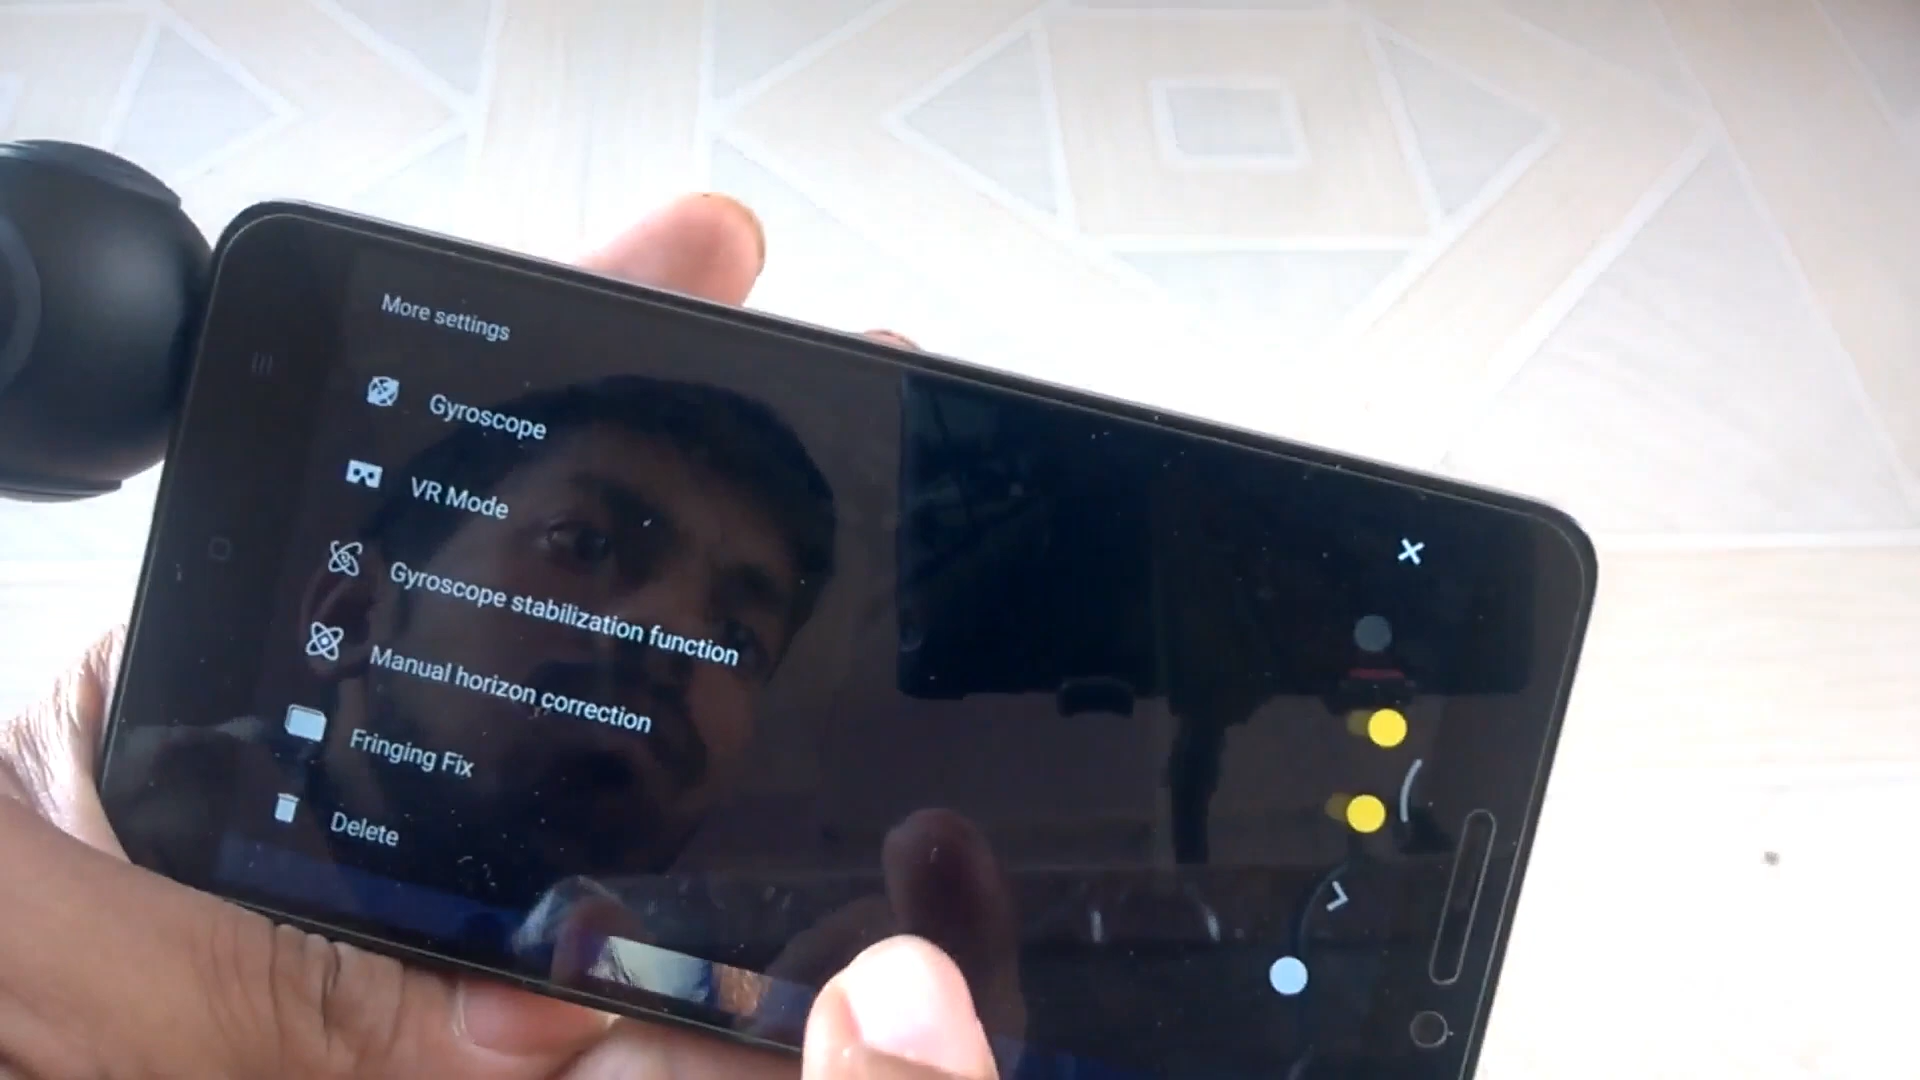 More settings
Gyroscope
VR Mode
Gyroscope stabilization function
Manual horizon correction
Fringing Fix
Delete